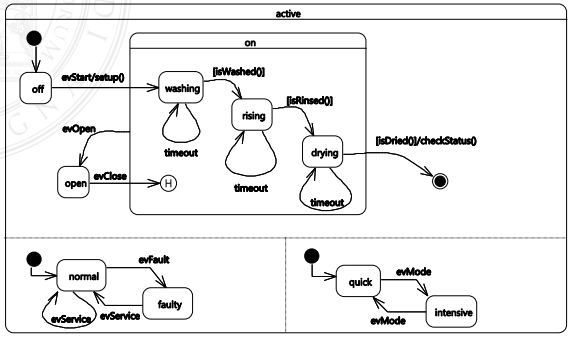 active
on
off
evStart/setup()
washing
[isWashed()]
rising
[isRinsed()]
drying
[isDried()]/checkStatus()
timeout
timeout
timeout
evOpen
open
evClose
H
normal
evFault
faulty
evService
evService
quick
evMode
intensive
evMode